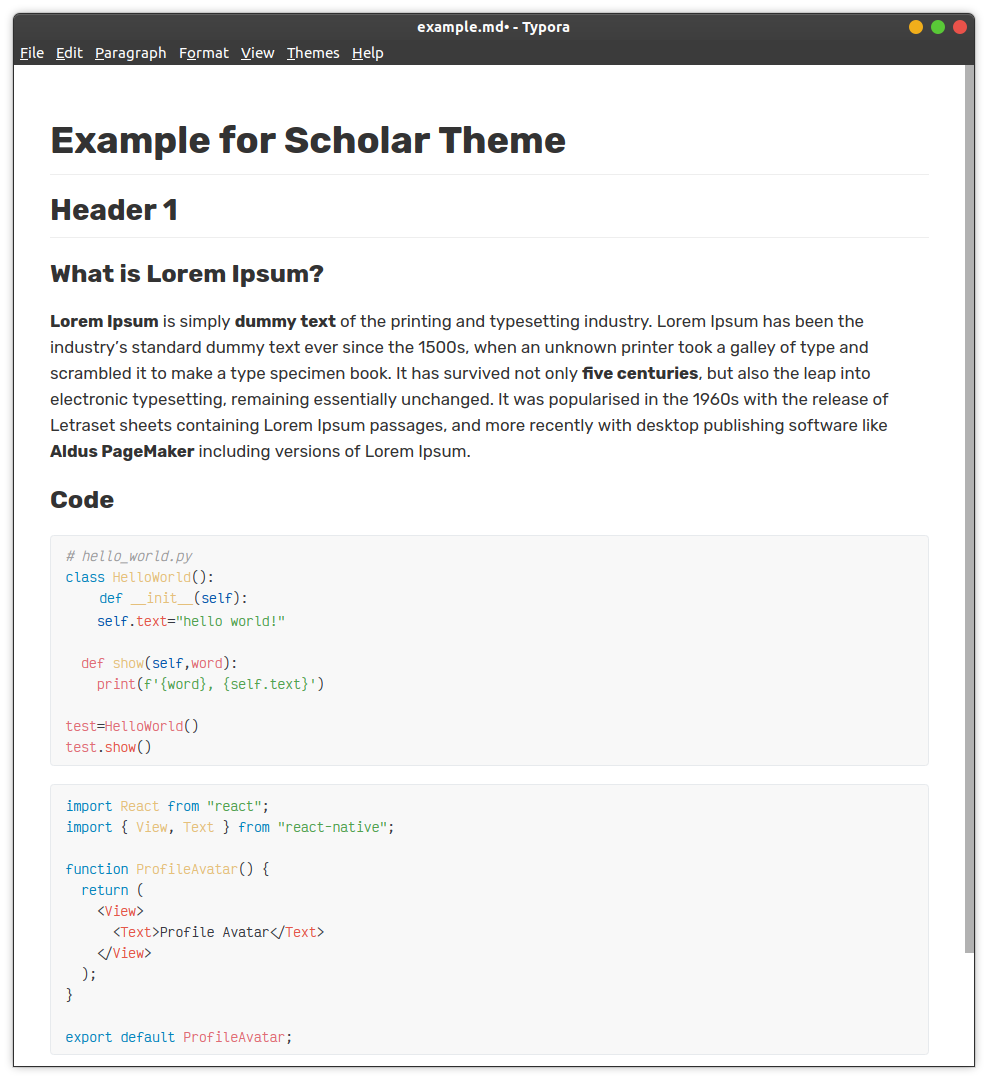 example.md• - Typora
File Edit Paragraph Format View Themes Help
Example for Scholar Theme
Header 1
What is Lorem Ipsum?
Lorem Ipsum is simply dummy text of the printing and typesetting industry. Lorem Ipsum has been the
industry’s standard dummy text ever since the 1500s, when an unknown printer took a galley of type and
scrambled it to make a type specimen book. It has survived not only five centuries, but also the leap into
electronic typesetting, remaining essentially unchanged. It was popularised in the 1960s with the release of
Letraset sheets containing Lorem Ipsum passages, and more recently with desktop publishing software like
Aldus PageMaker including versions of Lorem Ipsum.
Code
# hello_world.py
class HelloWorld():
    def __init__(self):
    self.text="hello world!"
  def show(self,word):
    print(f'{word}, {self.text}')
test=HelloWorld()
test.show()
import React from "react";
import { View, Text } from "react-native";
function ProfileAvatar() {
  return (
    <View>
      <Text>Profile Avatar</Text>
    </View>
  );
}
export default ProfileAvatar;